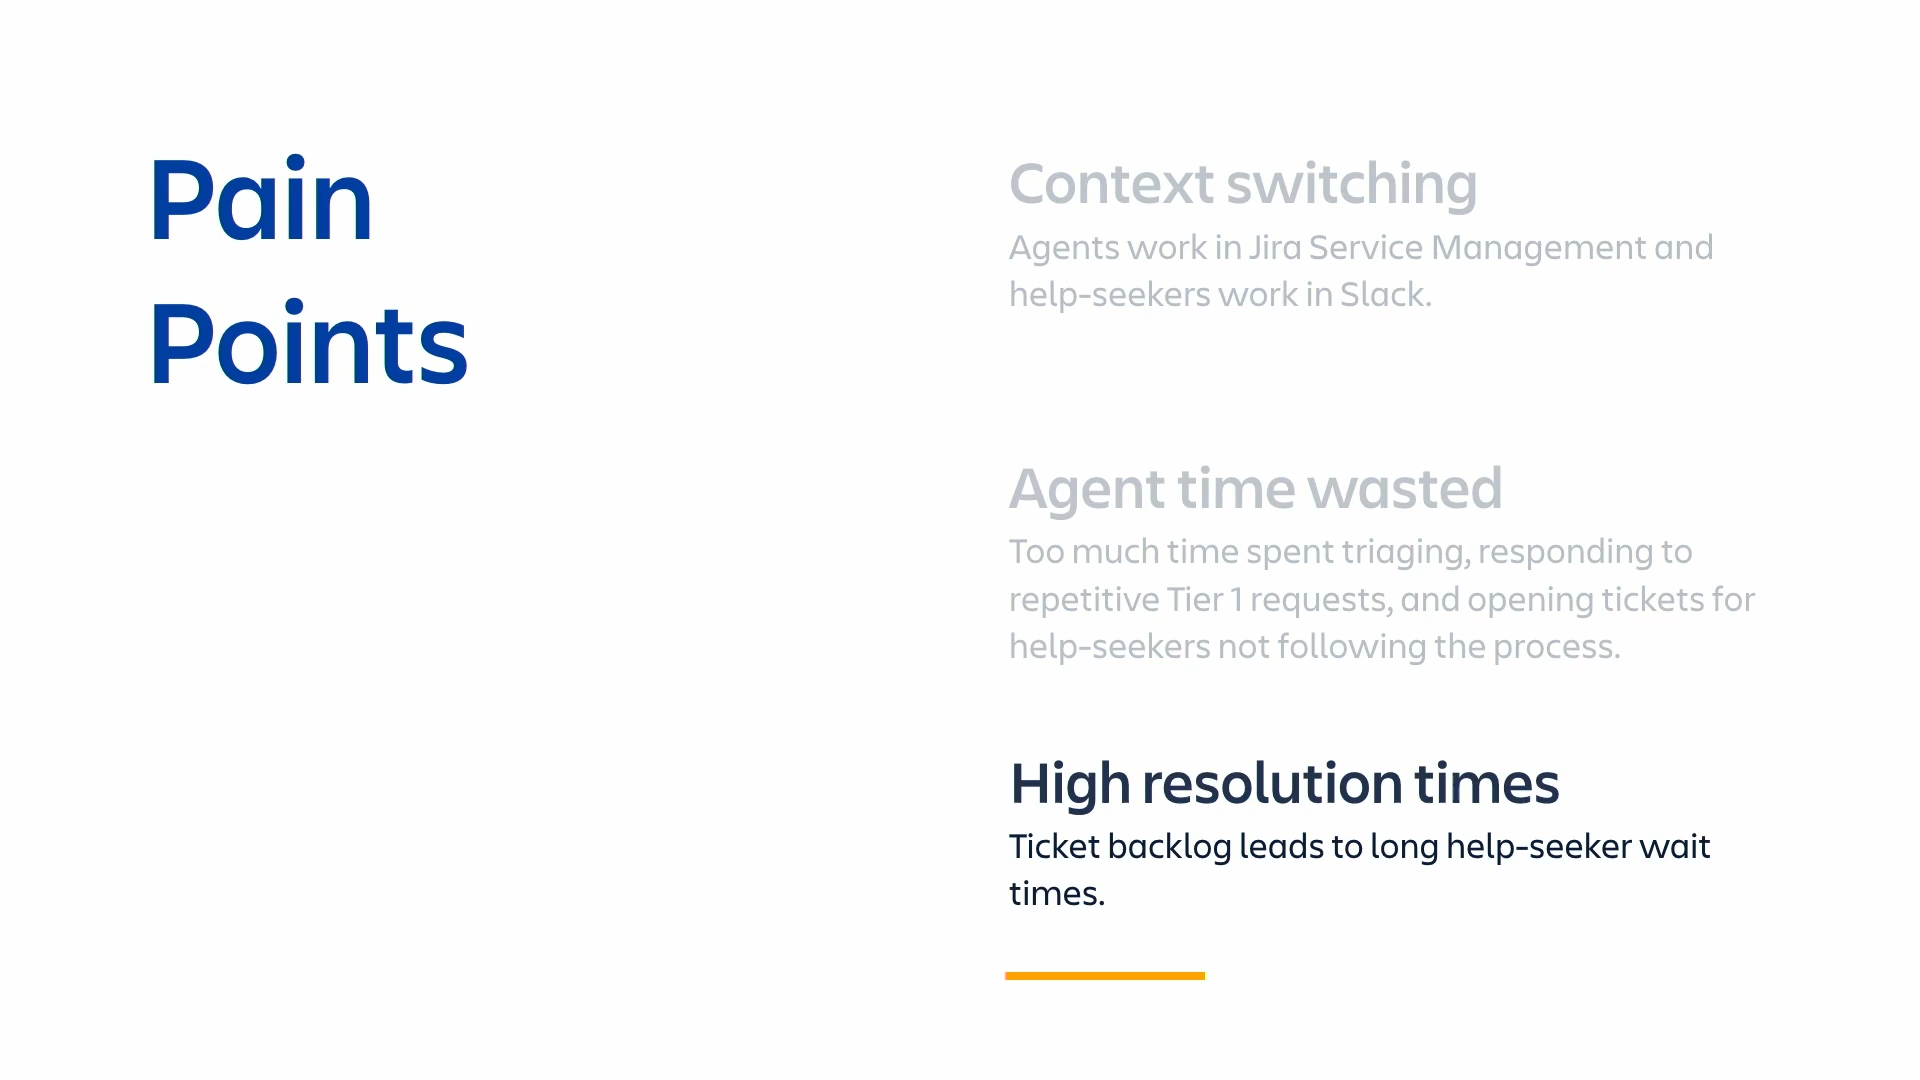 Pain
Points
Context switching
Agents work in Jira Service Management and
help-seekers work in Slack.
Agent time wasted
Too much time spent triaging, responding to
repetitive Tier 1 requests, and opening tickets for
help-seekers not following the process.
High resolution times
Ticket backlog leads to long help-seeker wait
times.